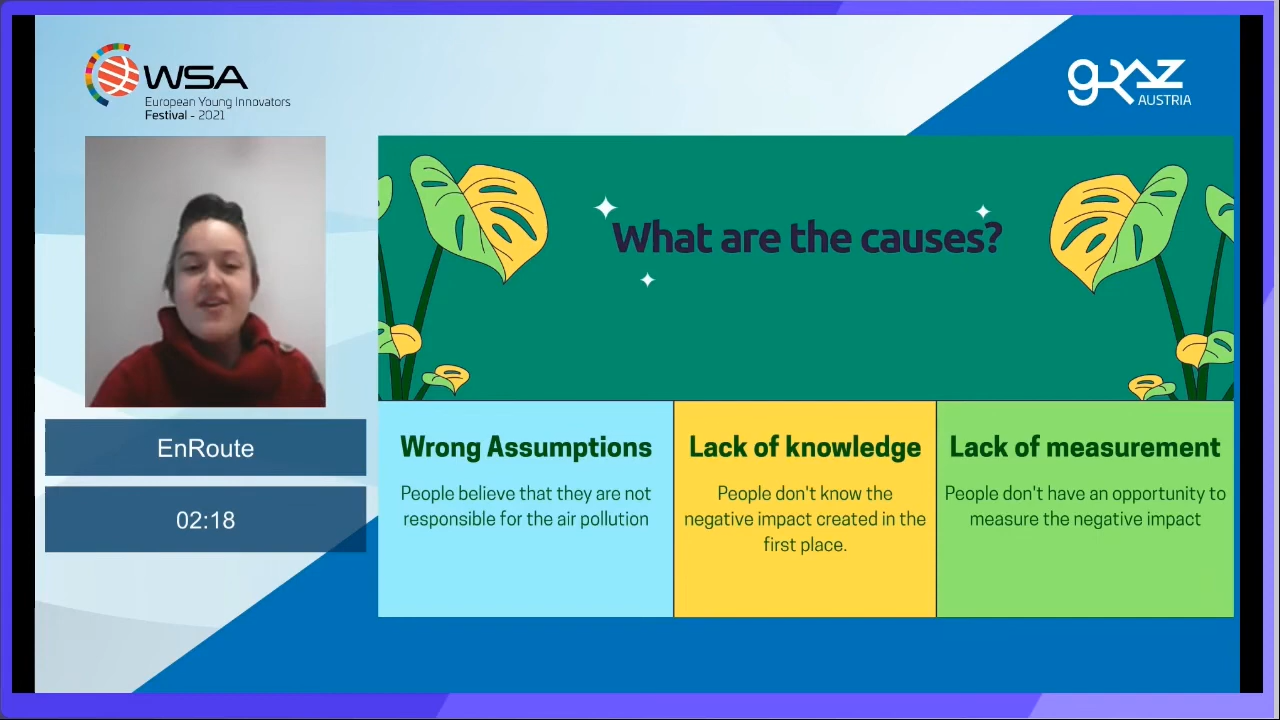 WSA
European Young Innovators
Festival - 2021
GRAZ
AUSTRIA
What are the causes?
EnRoute
02:18
Wrong Assumptions
People believe that they are not
responsible for the air pollution
Lack of knowledge
People don't know the
negative impact created in the
first place.
Lack of measurement
People don't have an opportunity to
measure the negative impact